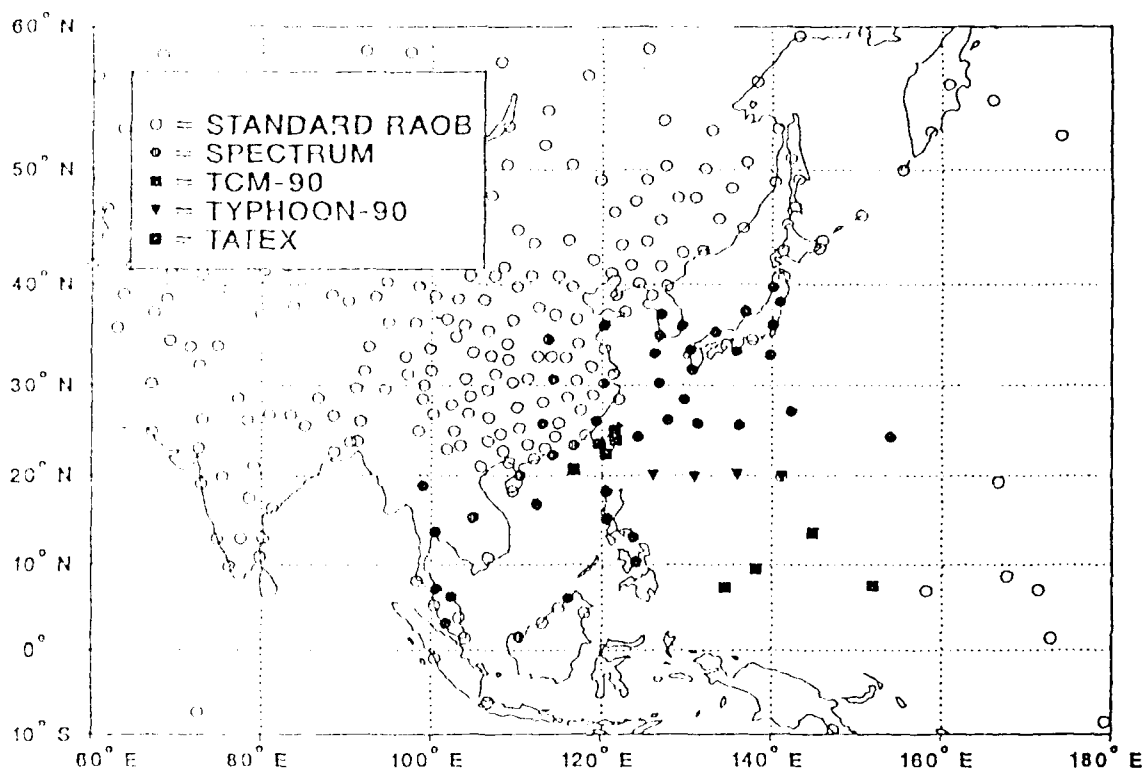 60° N
50° N
40° N
30° N
20° N
10° N
0° N
10° S
○ = STANDARD RAOB
= SPECTRUM
■ = TCM-90
▼ = TYPHOON-90
= TATEX
60° E
80° E
100° E
120° E
140° E
160° E
180° E